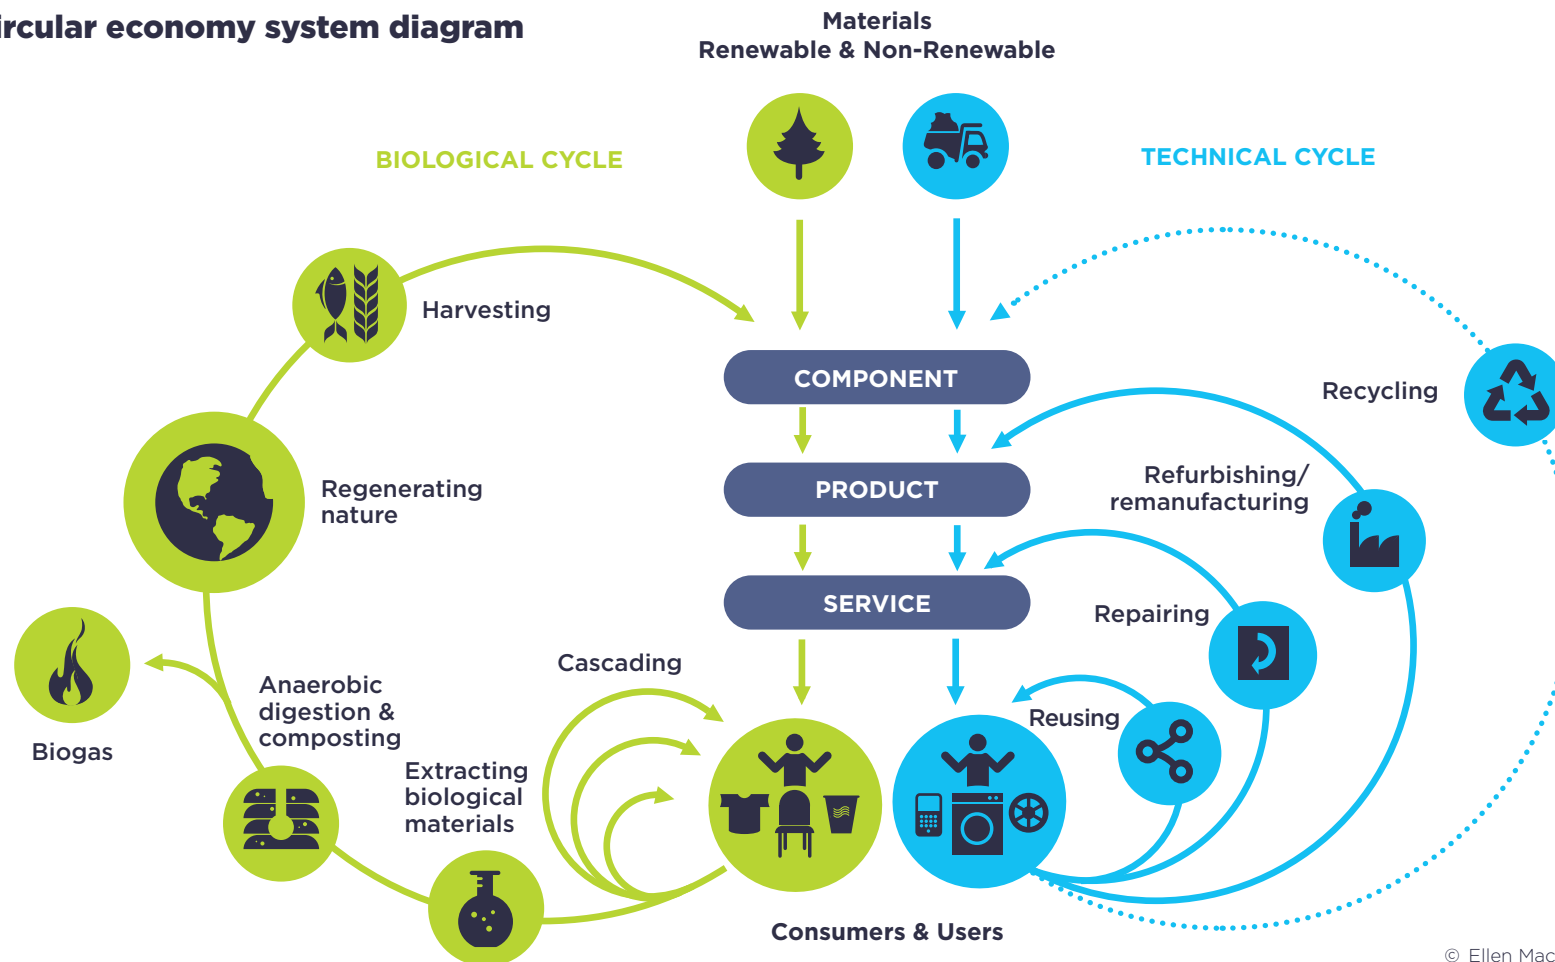 ircular economy system diagram
Materials
Renewable & Non-Renewable
BIOLOGICAL CYCLE
TECHNICAL CYCLE
Harvesting
COMPONENT
Recycling
Regenerating
nature
PRODUCT
Refurbishing/
remanufacturing
SERVICE
Repairing
Cascading
Anaerobic
digestion &
composting
Reusing
Biogas
Extracting
biological
materials
Consumers & Users
© Ellen Mac